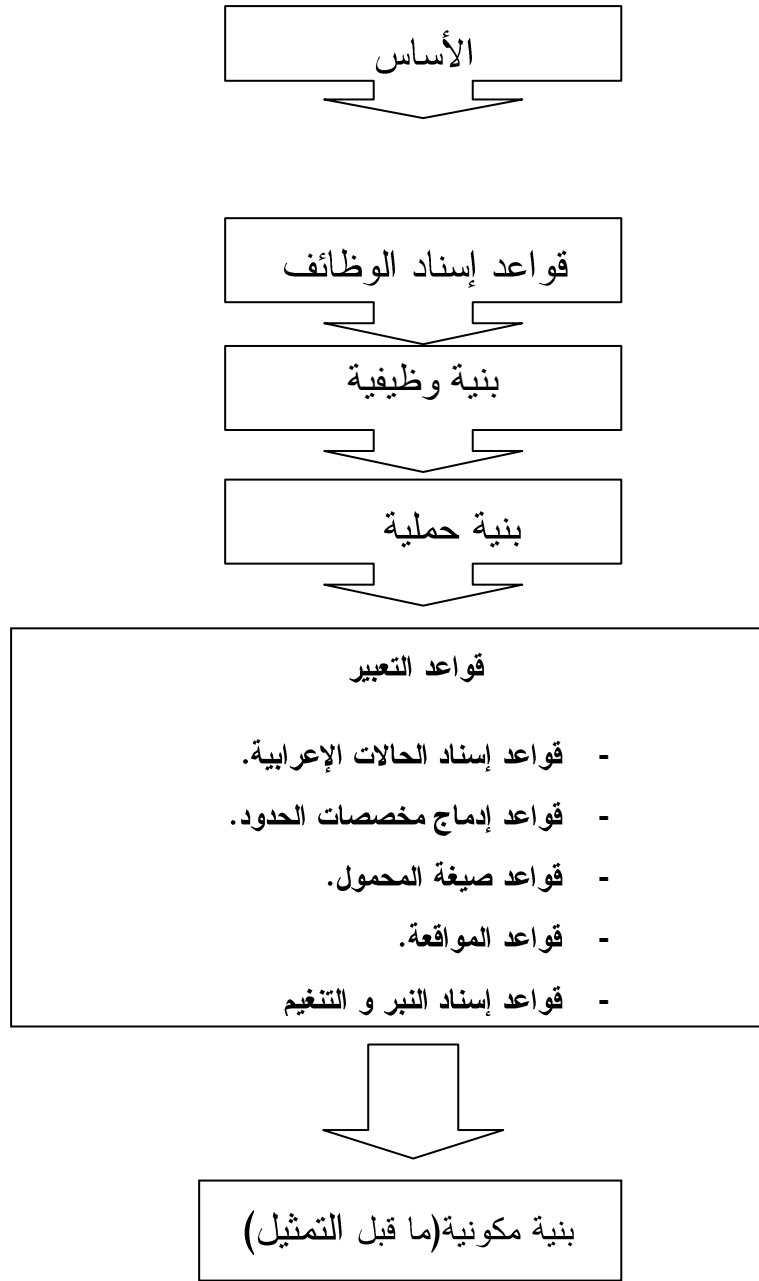 الأساس
قواعد إسناد الوظائف
بنية وظيفية
بنية حملية
قواعد التعبير
- قواعد إسناد الحالات الإعرابية.
- قواعد إدماج مخصصات الحدود.
- قواعد صيغة المحمول.
- قواعد المواقعة.
- قواعد إسناد النبر و التنغيم
بنية مكونية(ما قبل التمثيل)